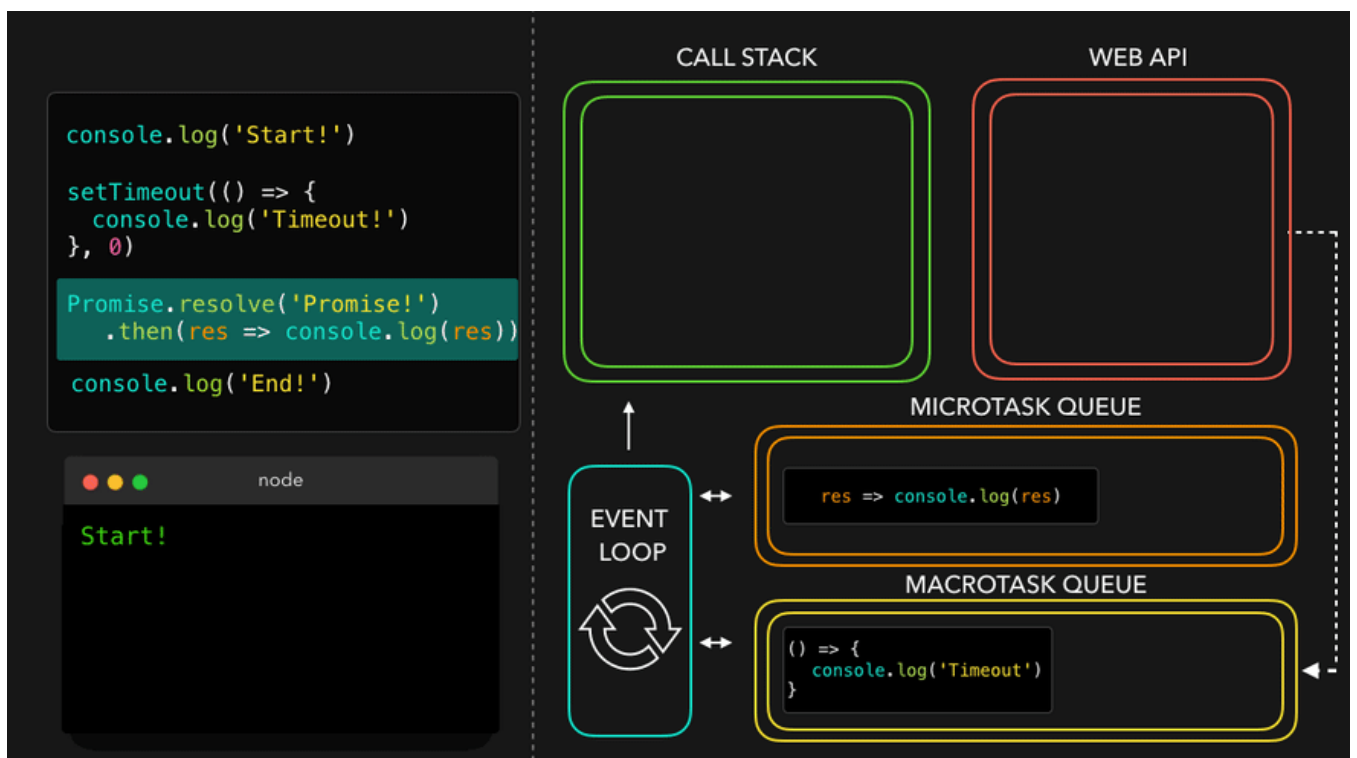 console.log('Start!')
setTimeout(() => {
  console.log('Timeout!')
}, 0)
Promise.resolve('Promise!')
   .then(res => console.log(res))
console.log('End!')
node
Start!
CALL STACK
WEB API
MICROTASK QUEUE
res => console.log(res)
EVENT
LOOP
MACROTASK QUEUE
() => {
  console.log('Timeout')
}